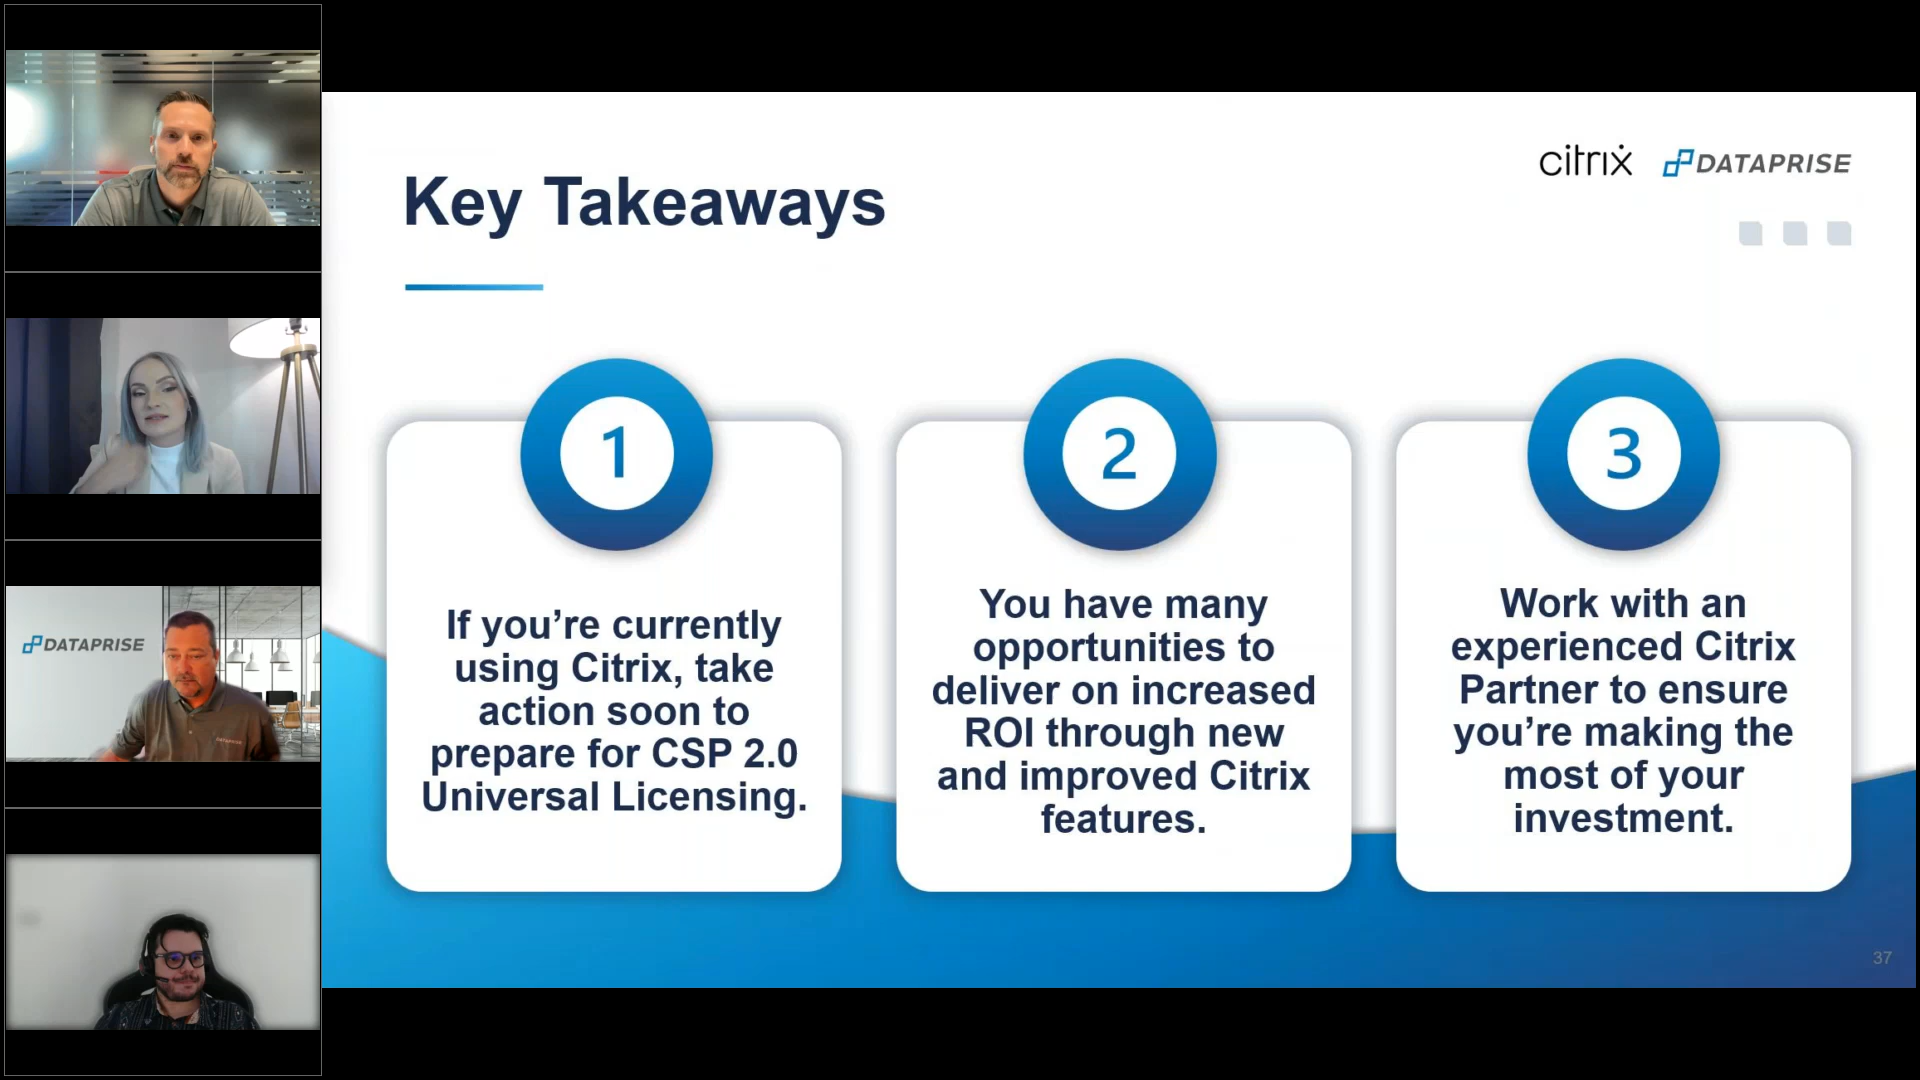 Key Takeaways
citrix
DATAPRISE
1
If you’re currently
using Citrix, take
action soon to
prepare for CSP 2.0
Universal Licensing.
2
You have many
opportunities to
deliver on increased
ROI through new
and improved Citrix
features.
3
Work with an
experienced Citrix
Partner to ensure
you’re making the
most of your
investment.
37
DATAPRISE
DATAPRISE